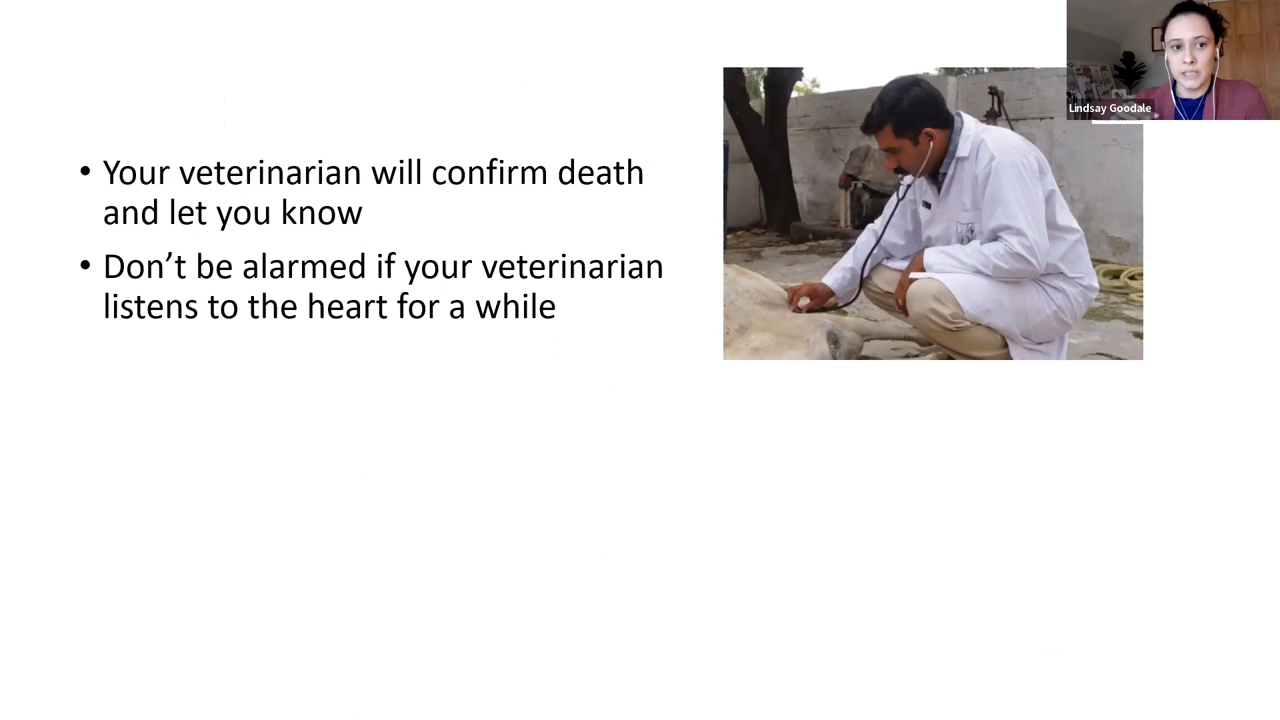 Lindsay Goodale
• Your veterinarian will confirm death
and let you know
• Don’t be alarmed if your veterinarian
listens to the heart for a while